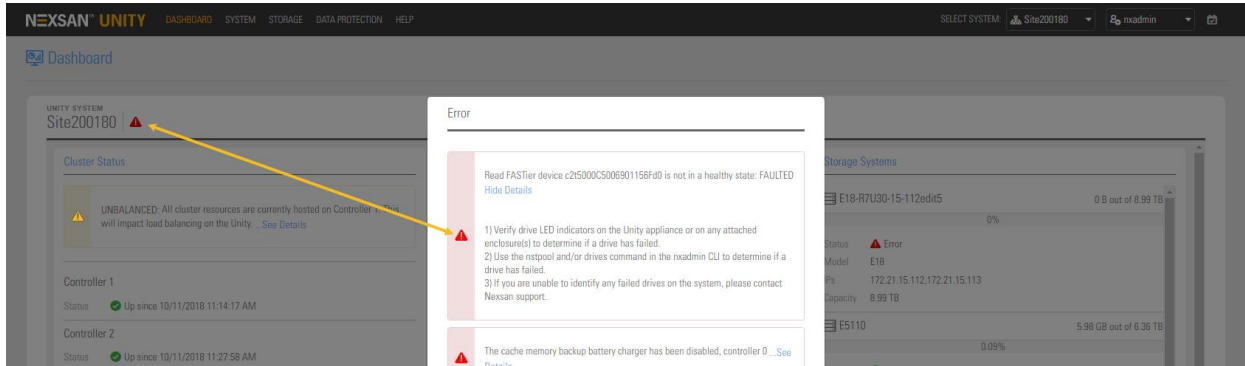 NEXSAN™ UNITY DASHBOARD SYSTEM STORAGE DATA PROTECTION HELP SELECT SYSTEM: Site200180 nxadmin
Dashboard
UNITY SYSTEM
Site200180
Cluster Status
UNBALANCED: All cluster resources are currently hosted on Controller 1. This
will impact load balancing on the Unity. ...See Details
Controller 1
Status Up since 10/11/2018 11:14:17 AM
Controller 2
Status Up since 10/11/2018 11:27:58 AM
Error
Read FASTier device c2t5000C5006901156Fd0 is not in a healthy state: FAULTED
Hide Details
1) Verify drive LED indicators on the Unity appliance or on any attached
enclosure(s) to determine if a drive has failed.
2) Use the nstpool and/or drives command in the nxadmin CLI to determine if a
drive has failed.
3) If you are unable to identify any failed drives on the system, please contact
Nexsan support.
The cache memory backup battery charger has been disabled, controller 0 ...See
Details
Storage Systems
E18-R7U30-15-112edit5 0 B out of 8.99 TB
0%
Status Error
Model E18
IPs 172.21.15.112,172.21.15.113
Capacity 8.99 TB
E5110 5.98 GB out of 6.36 TB
0.09%